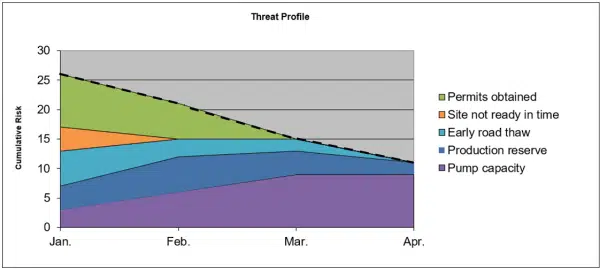 Threat Profile
Cumulative Risk
30
25
20
15
10
5
0
Jan.
Feb.
Mar.
Apr.
Permits obtained
Site not ready in time
Early road thaw
Production reserve
Pump capacity